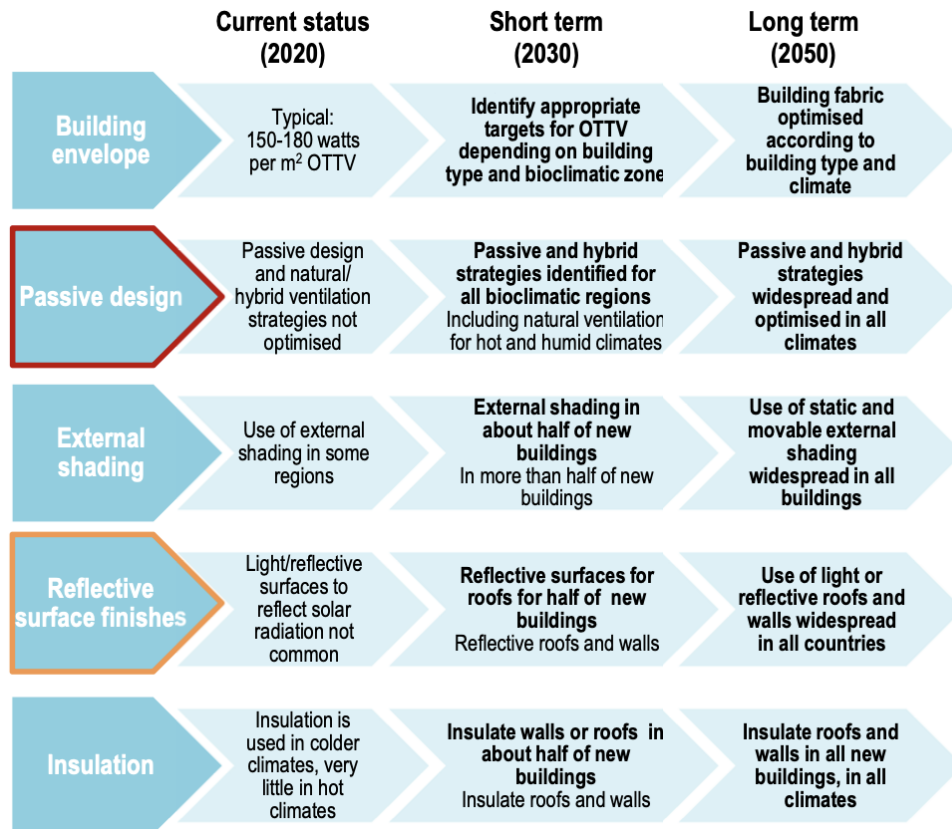 Current status
(2020)
Short term
(2030)
Long term
(2050)
Building
envelope
Typical:
150-180 watts
per m² OTTV
Identify appropriate
targets for OTTV
depending on building
type and bioclimatic zone
Building fabric
optimised
according to
building type and
climate
Passive design
Passive design
and natural/
hybrid ventilation
strategies not
optimised
Passive and hybrid
strategies identified for
all bioclimatic regions
Including natural ventilation
for hot and humid climates
Passive and hybrid
strategies
widespread and
optimised in all
climates
External
shading
Use of external
shading in some
regions
External shading in
about half of new
buildings
In more than half of new
buildings
Use of static and
movable external
shading
widespread in all
buildings
Reflective
surface finishes
Light/reflective
surfaces to
reflect solar
radiation not
common
Reflective surfaces for
roofs for half of new
buildings
Reflective roofs and walls
Use of light or
reflective roofs and
walls widespread
in all countries
Insulation
Insulation is
used in colder
climates, very
little in hot
climates
Insulate walls or roofs in
about half of new
buildings
Insulate roofs and walls
Insulate roofs and
walls in all new
buildings, in all
climates